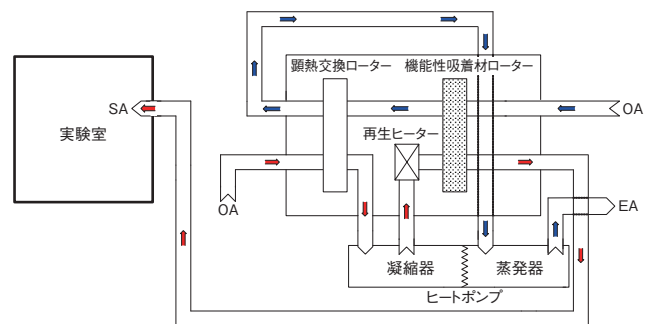 顕熱交換ローター 機能性吸着材ローター
SA
OA
実験室
再生ヒーター
OA
EA
凝縮器
蒸発器
ヒートポンプ